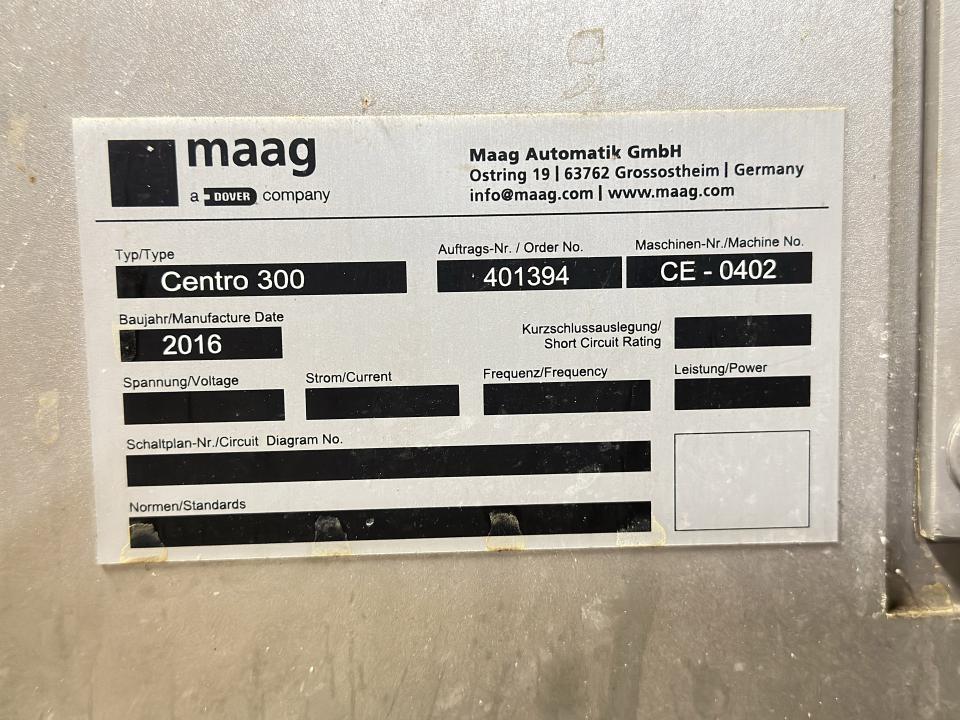 maag
a DOVER company
Maag Automatik GmbH
Ostring 19 | 63762 Grossostheim | Germany
info@maag.com | www.maag.com
Typ/Type
Auftrags-Nr. / Order No.
Maschinen-Nr./Machine No.
Centro 300
401394
CE - 0402
Baujahr/Manufacture Date
2016
Kurzschlussauslegung/
Short Circuit Rating
Spannung/Voltage
Strom/Current
Frequenz/Frequency
Leistung/Power
Schaltplan-Nr./Circuit Diagram No.
Normen/Standards